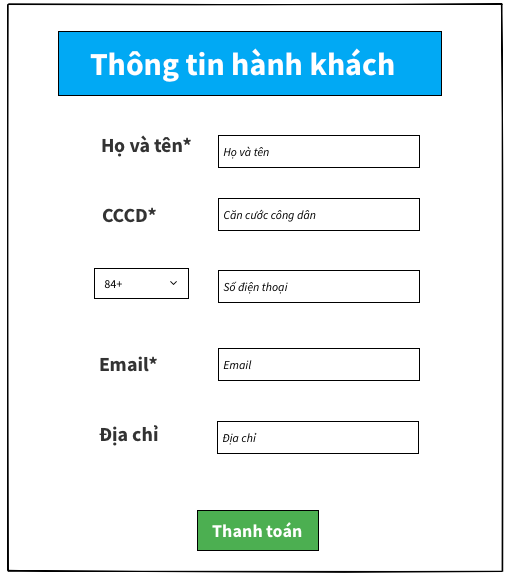 Thông tin hành khách
Họ và tên*
Họ và tên
CCCD*
Căn cước công dân
84+
Số điện thoại
Email*
Email
Địa chỉ
Địa chỉ
Thanh toán